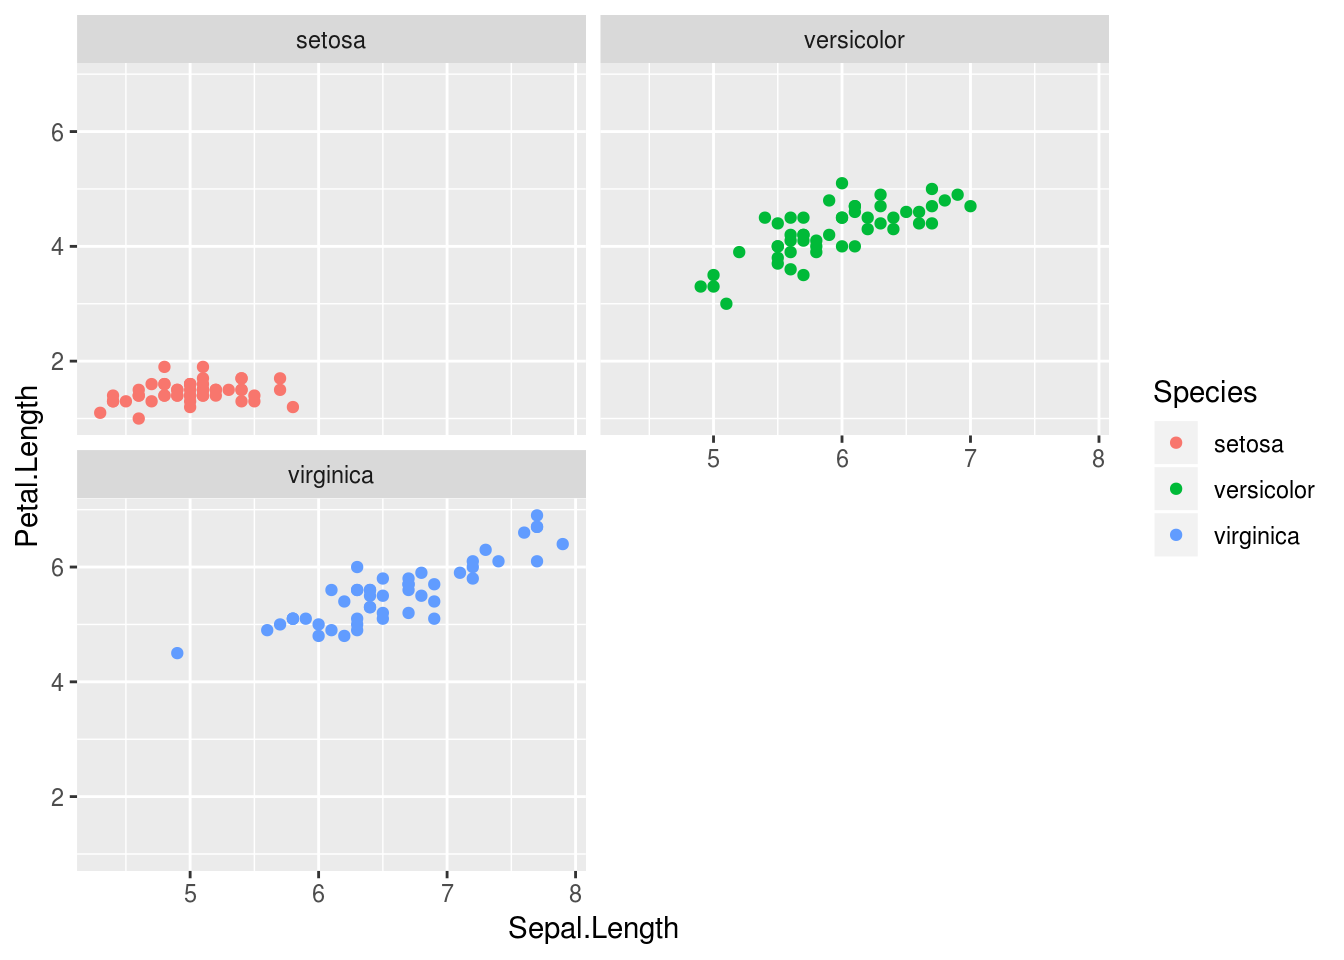 setosa
versicolor
6
4
2
5 6 7 8
virginica
6
4
2
5 6 7 8
Petal.Length
Sepal.Length
Species
setosa
versicolor
virginica